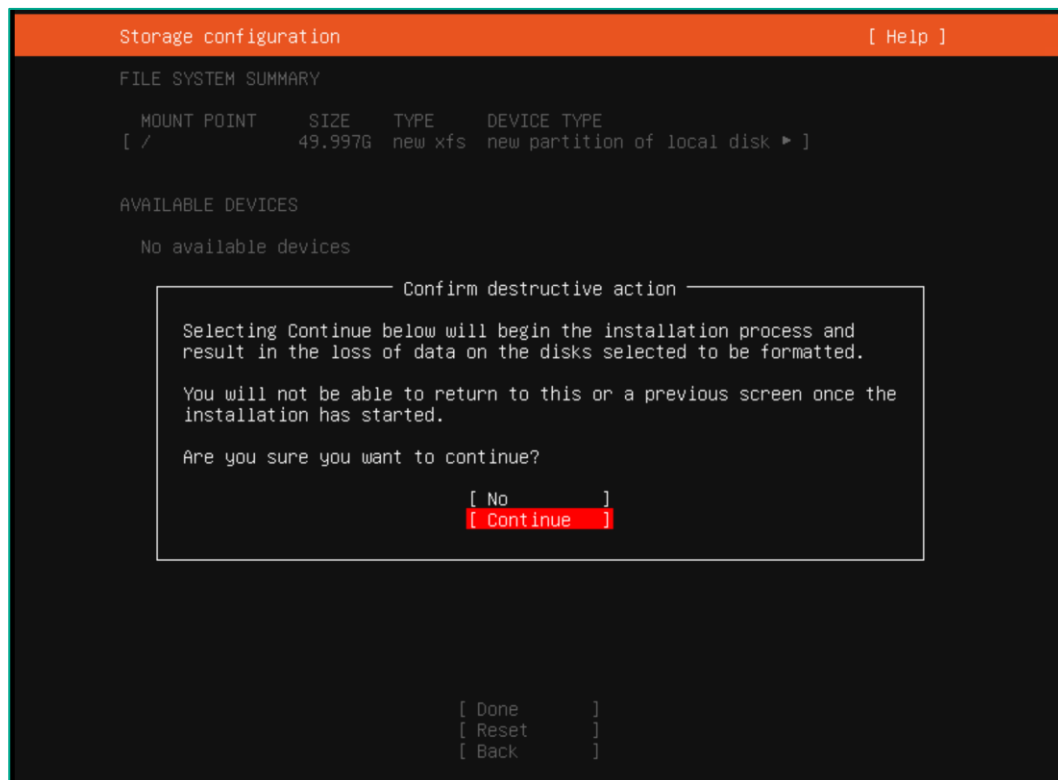 Storage configuration [ Help ]
FILE SYSTEM SUMMARY
MOUNT POINT SIZE TYPE DEVICE TYPE
[ / 49.997G new xfs new partition of local disk ▸ ]
AVAILABLE DEVICES
No available devices
Confirm destructive action
Selecting Continue below will begin the installation process and
result in the loss of data on the disks selected to be formatted.
You will not be able to return to this or a previous screen once the
installation has started.
Are you sure you want to continue?
[ No ]
[ Continue ]
[ Done ]
[ Reset ]
[ Back ]